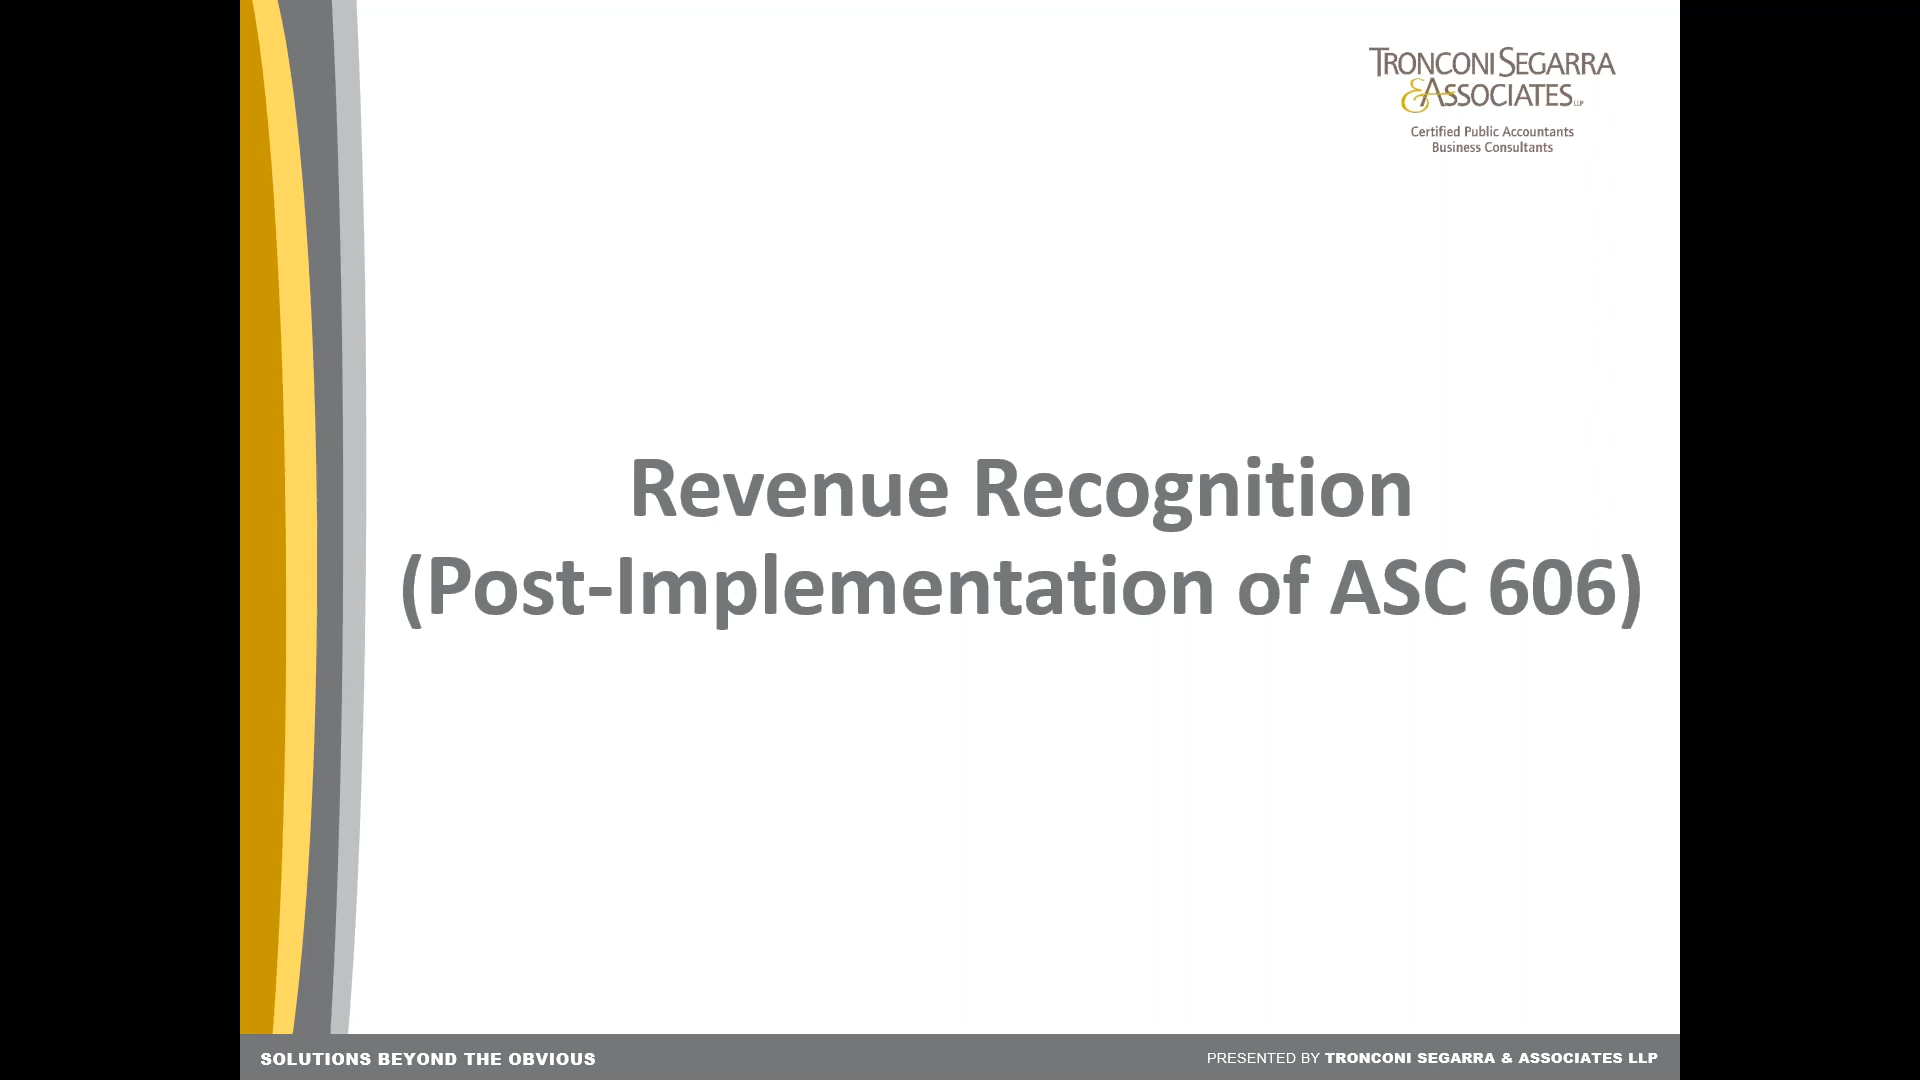 TRONCONI SEGARRA
& ASSOCIATES LLP
Certified Public Accountants
Business Consultants
Revenue Recognition
(Post-Implementation of ASC 606)
SOLUTIONS BEYOND THE OBVIOUS
PRESENTED BY TRONCONI SEGARRA & ASSOCIATES LLP